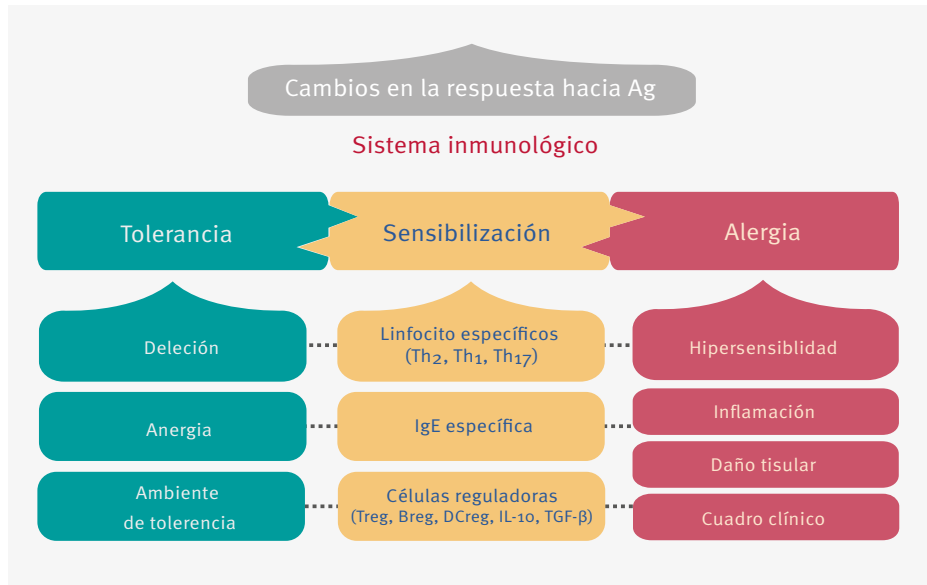 Cambios en la respuesta hacia Ag
Sistema inmunológico
Tolerancia
Sensibilización
Alergia
Deleción
Linfocito específicos
(Th2, Th1, Th17)
Hipersensiblidad
Anergia
IgE específica
Inflamación
Daño tisular
Ambiente
de tolerencia
Células reguladoras
(Treg, Breg, DCreg, IL-10, TGF-β)
Cuadro clínico